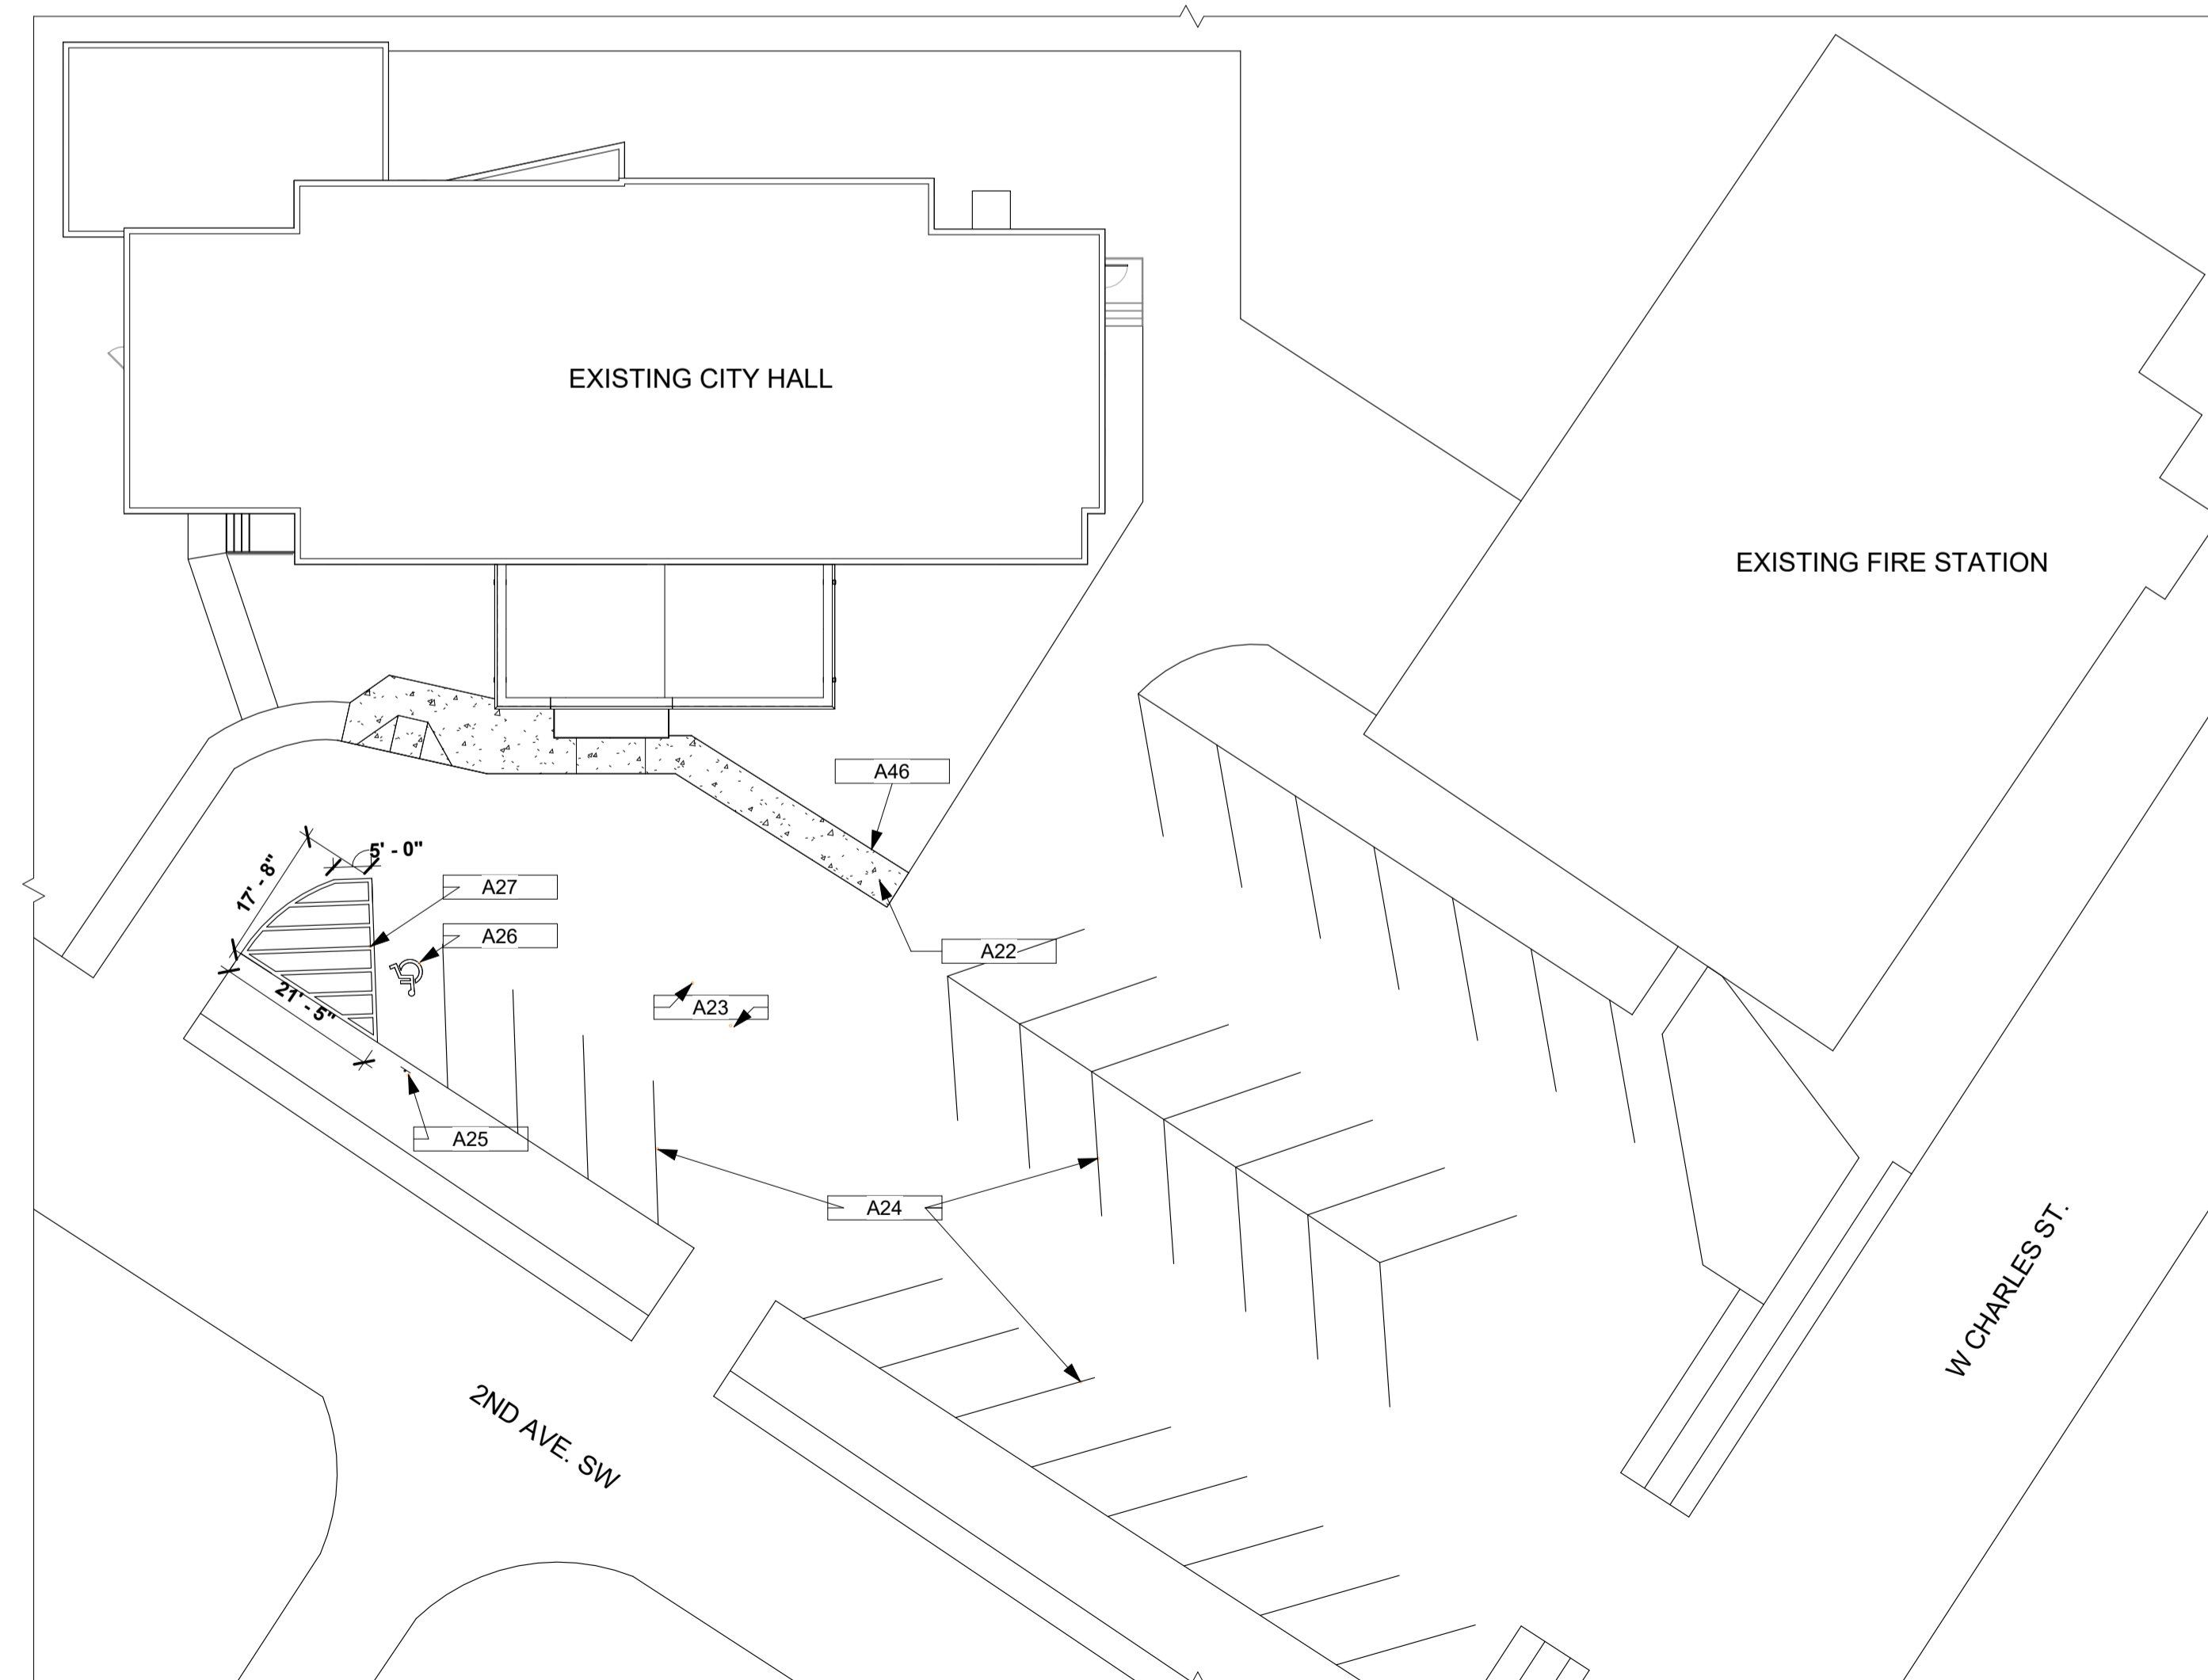 EXISTING CITY HALL
EXISTING FIRE STATION
A46
5' - 0"
17' - 8"
A27
A26
A22
21' - 5"
A23
A25
A24
W CHARLES ST.
2ND AVE. SW